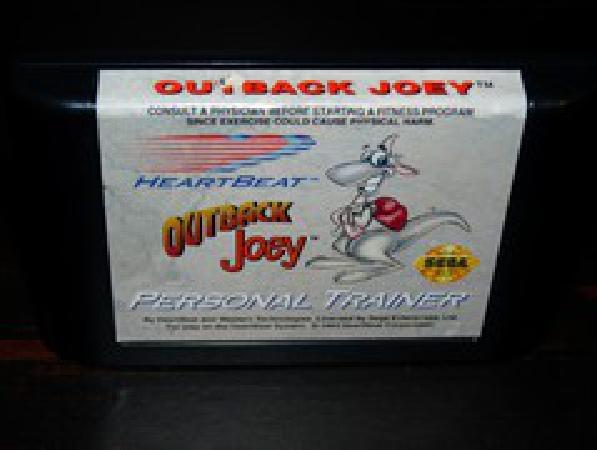 OUTBACK JOEY™
CONSULT A PHYSICIAN BEFORE STARTING A FITNESS PROGRAM
SINCE EXERCISE COULD CAUSE PHYSICAL HARM.
HEARTBEAT™
OUTBACK
JOEY™
SEGA
PERSONAL TRAINER